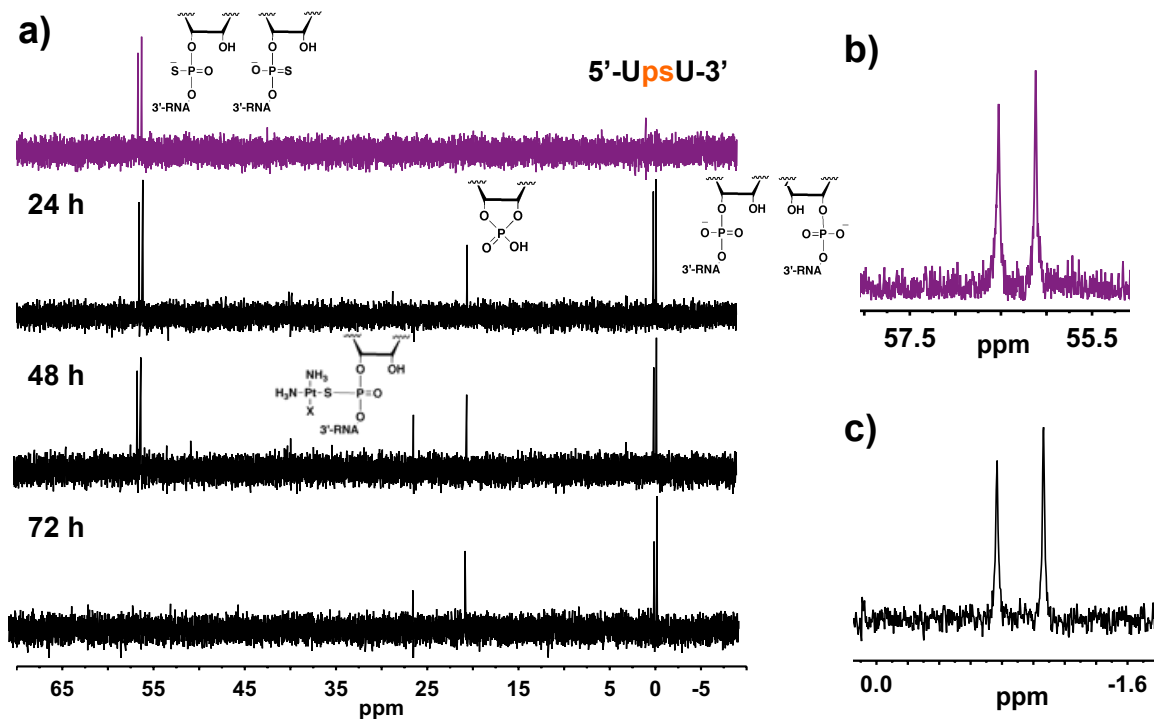 a)
O OH O OH
S̄-P=O Ō-P=S
O O
3'-RNA 3'-RNA
5'-UpsU-3'
24 h
O O
P
O OH
O OH OH O
Ō-P=O O=P-Ō
O O
3'-RNA 3'-RNA
48 h
O OH
NH₃
H₃N-Pt-S-P=O
X O
3'-RNA
72 h
65 55 45 35 25 15 5 0 -5
ppm
b)
57.5 ppm 55.5
c)
0.0 ppm -1.6